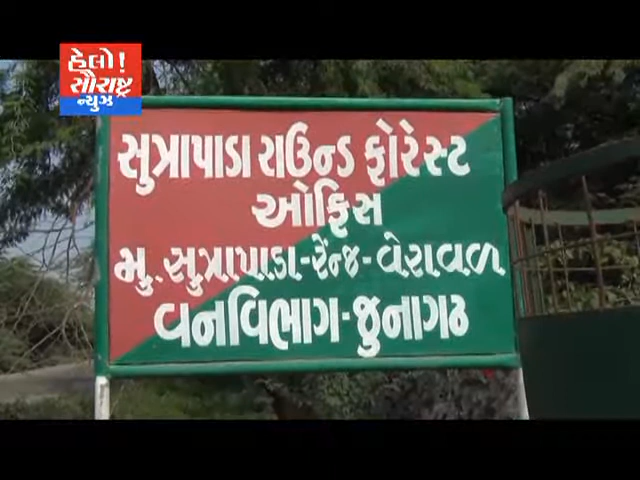 હેલો!
સૌરાષ્ટ્ર
ન્યુઝ
સુત્રાપાડા રાઉન્ડ ફોરેસ્ટ
ઓફિસ
મુ. સુત્રાપાડા-રેંન્જ-વેરાવળ
વનવિભાગ-જુનાગઢ